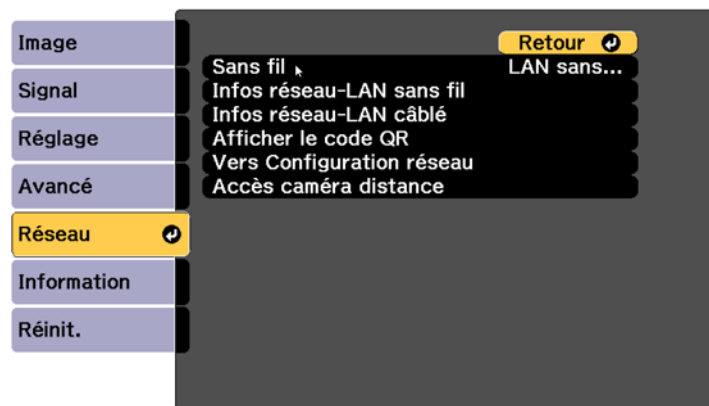 Image
Signal
Réglage
Avancé
Réseau
Information
Réinit.
Retour
Sans fil LAN sans...
Infos réseau-LAN sans fil
Infos réseau-LAN câblé
Afficher le code QR
Vers Configuration réseau
Accès caméra distance